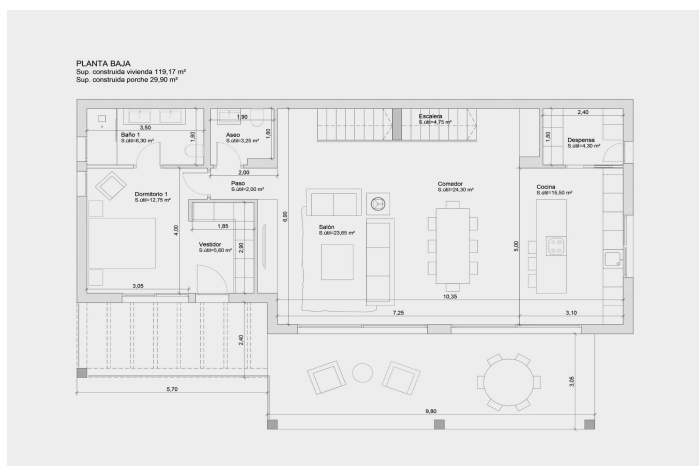 PLANTA BAJA
Sup. construida vivienda 119,17 m²
Sup. construida porche 29,90 m²
3,50
Baño 1
S.útil=6,30 m²
1,80
1,90
Aseo
S.útil=3,25 m²
1,60
Escalera
S.útil=4,75 m²
2,40
1,80
Despensa
S.útil=4,30 m²
2,00
Paso
S.útil=2,00 m²
Dormitorio 1
S.útil=12,75 m²
4,00
3,05
1,85
Vestidor
S.útil=5,60 m²
2,90
6,90
Salón
S.útil=23,65 m²
Comedor
S.útil=24,30 m²
Cocina
S.útil=15,50 m²
5,00
10,35
7,25
3,10
2,40
5,70
3,05
9,80